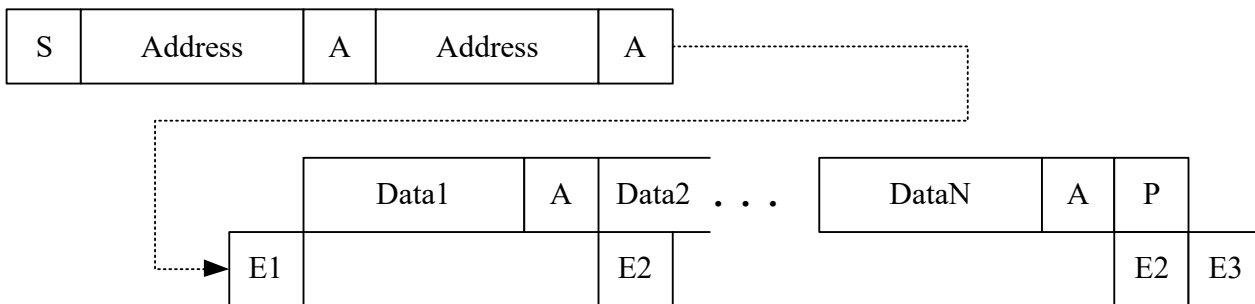 S Address A Address A
Data1 A Data2 . . . DataN A P
E1 E2 E2 E3